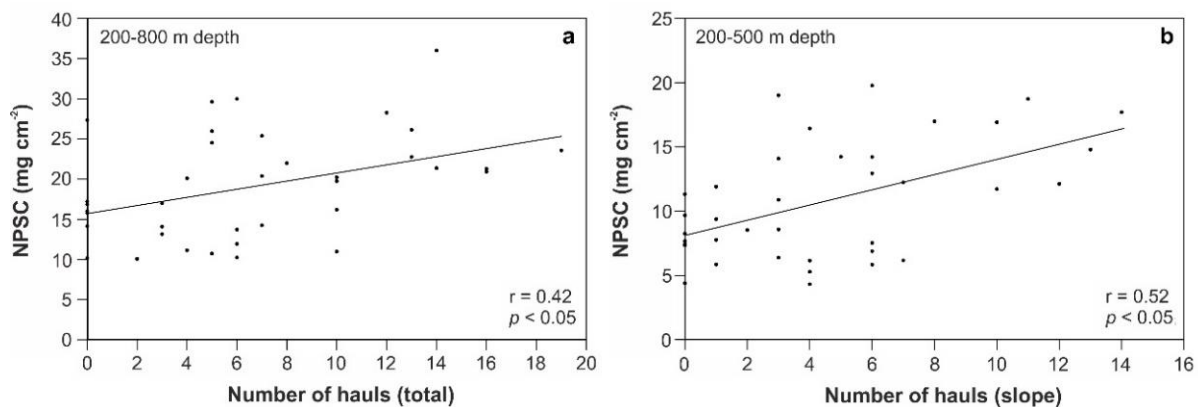 200-800 m depth
a
NPSC (mg cm-2)
40
35
30
25
20
15
10
5
0
r = 0.42
p < 0.05
0 2 4 6 8 10 12 14 16 18 20
Number of hauls (total)
200-500 m depth
b
NPSC (mg cm-2)
25
20
15
10
5
0
r = 0.52
p < 0.05
0 2 4 6 8 10 12 14 16
Number of hauls (slope)